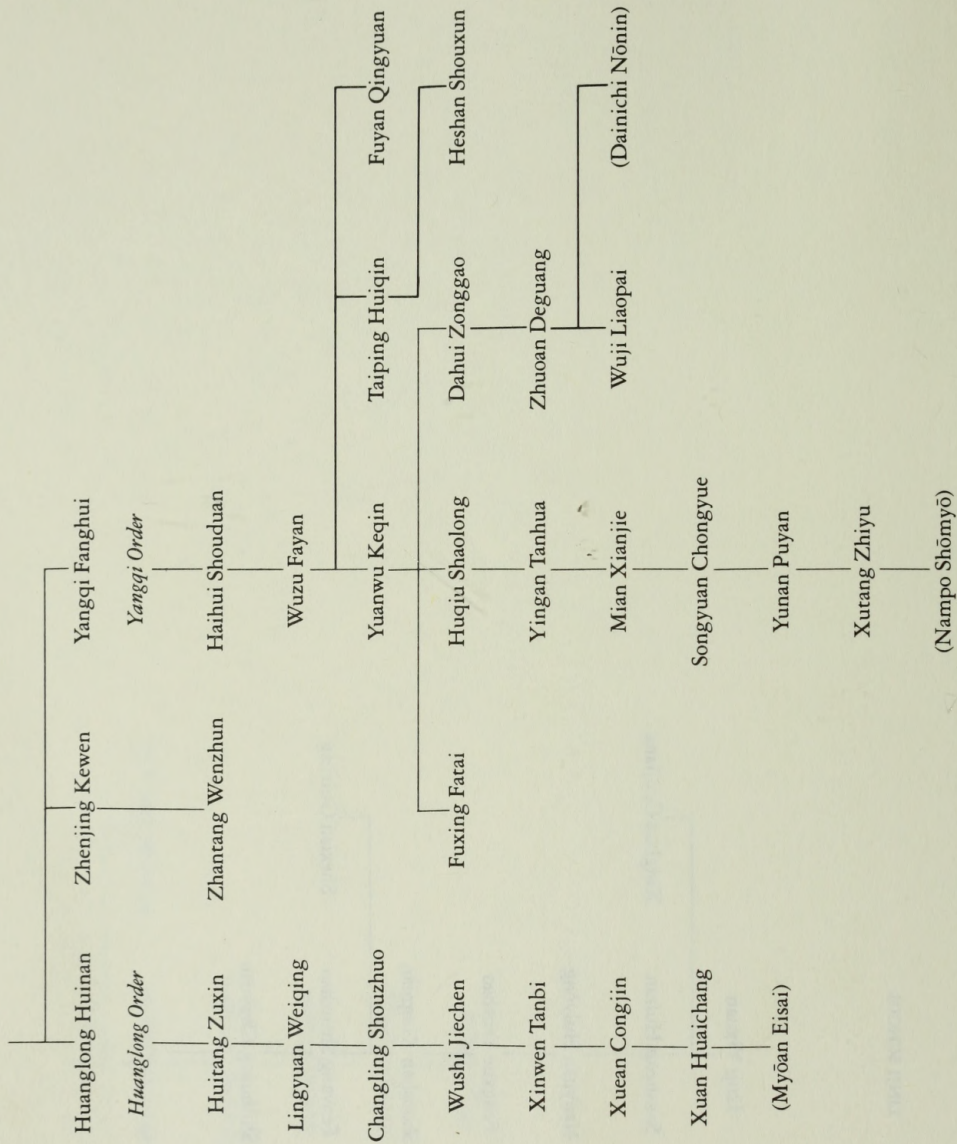 Huanglong Huinan Zhenjing Kewen Yangqi Fanghui
Huanglong Order Yangqi Order
Huitang Zuxin Zhantang Wenzhun Haihui Shouduan
Lingyuan Weiqing Wuzu Fayan
Changling Shouzhuo Yuanwu Keqin Taiping Huiqin Fuyan Qingyuan
Wushi Jiechen Fuxing Fatai Huqiu Shaolong Dahui Zonggao Heshan Shouxun
Xinwen Tanbi Yingan Tanhua Zhuoan Deguang
Xuean Congjin Mian Xianjie Wuji Liaopai (Dainichi Nōnin)
Xuan Huaichang Songyuan Chongyue
(Myōan Eisai) Yunan Puyan
Xutang Zhiyu
(Nampo Shōmyō)